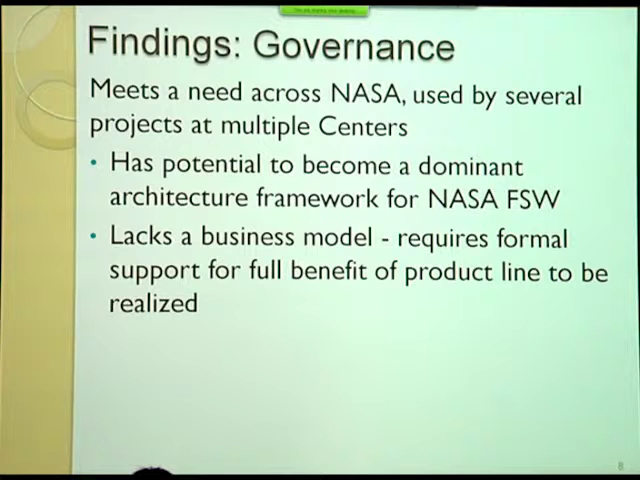 Findings: Governance
Meets a need across NASA, used by several
projects at multiple Centers
• Has potential to become a dominant
architecture framework for NASA FSW
• Lacks a business model - requires formal
support for full benefit of product line to be
realized
8